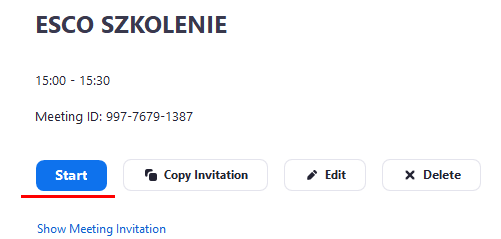 ESCO SZKOLENIE
15:00 - 15:30
Meeting ID: 997-7679-1387
Start Copy Invitation Edit Delete
Show Meeting Invitation